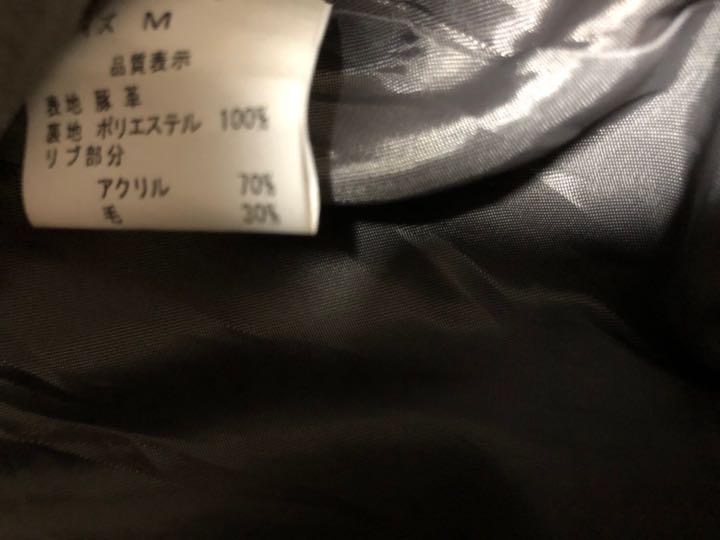 イズ M
品質表示
表地 豚革
裏地 ポリエステル 100%
リブ部分
アクリル 70%
毛 30%